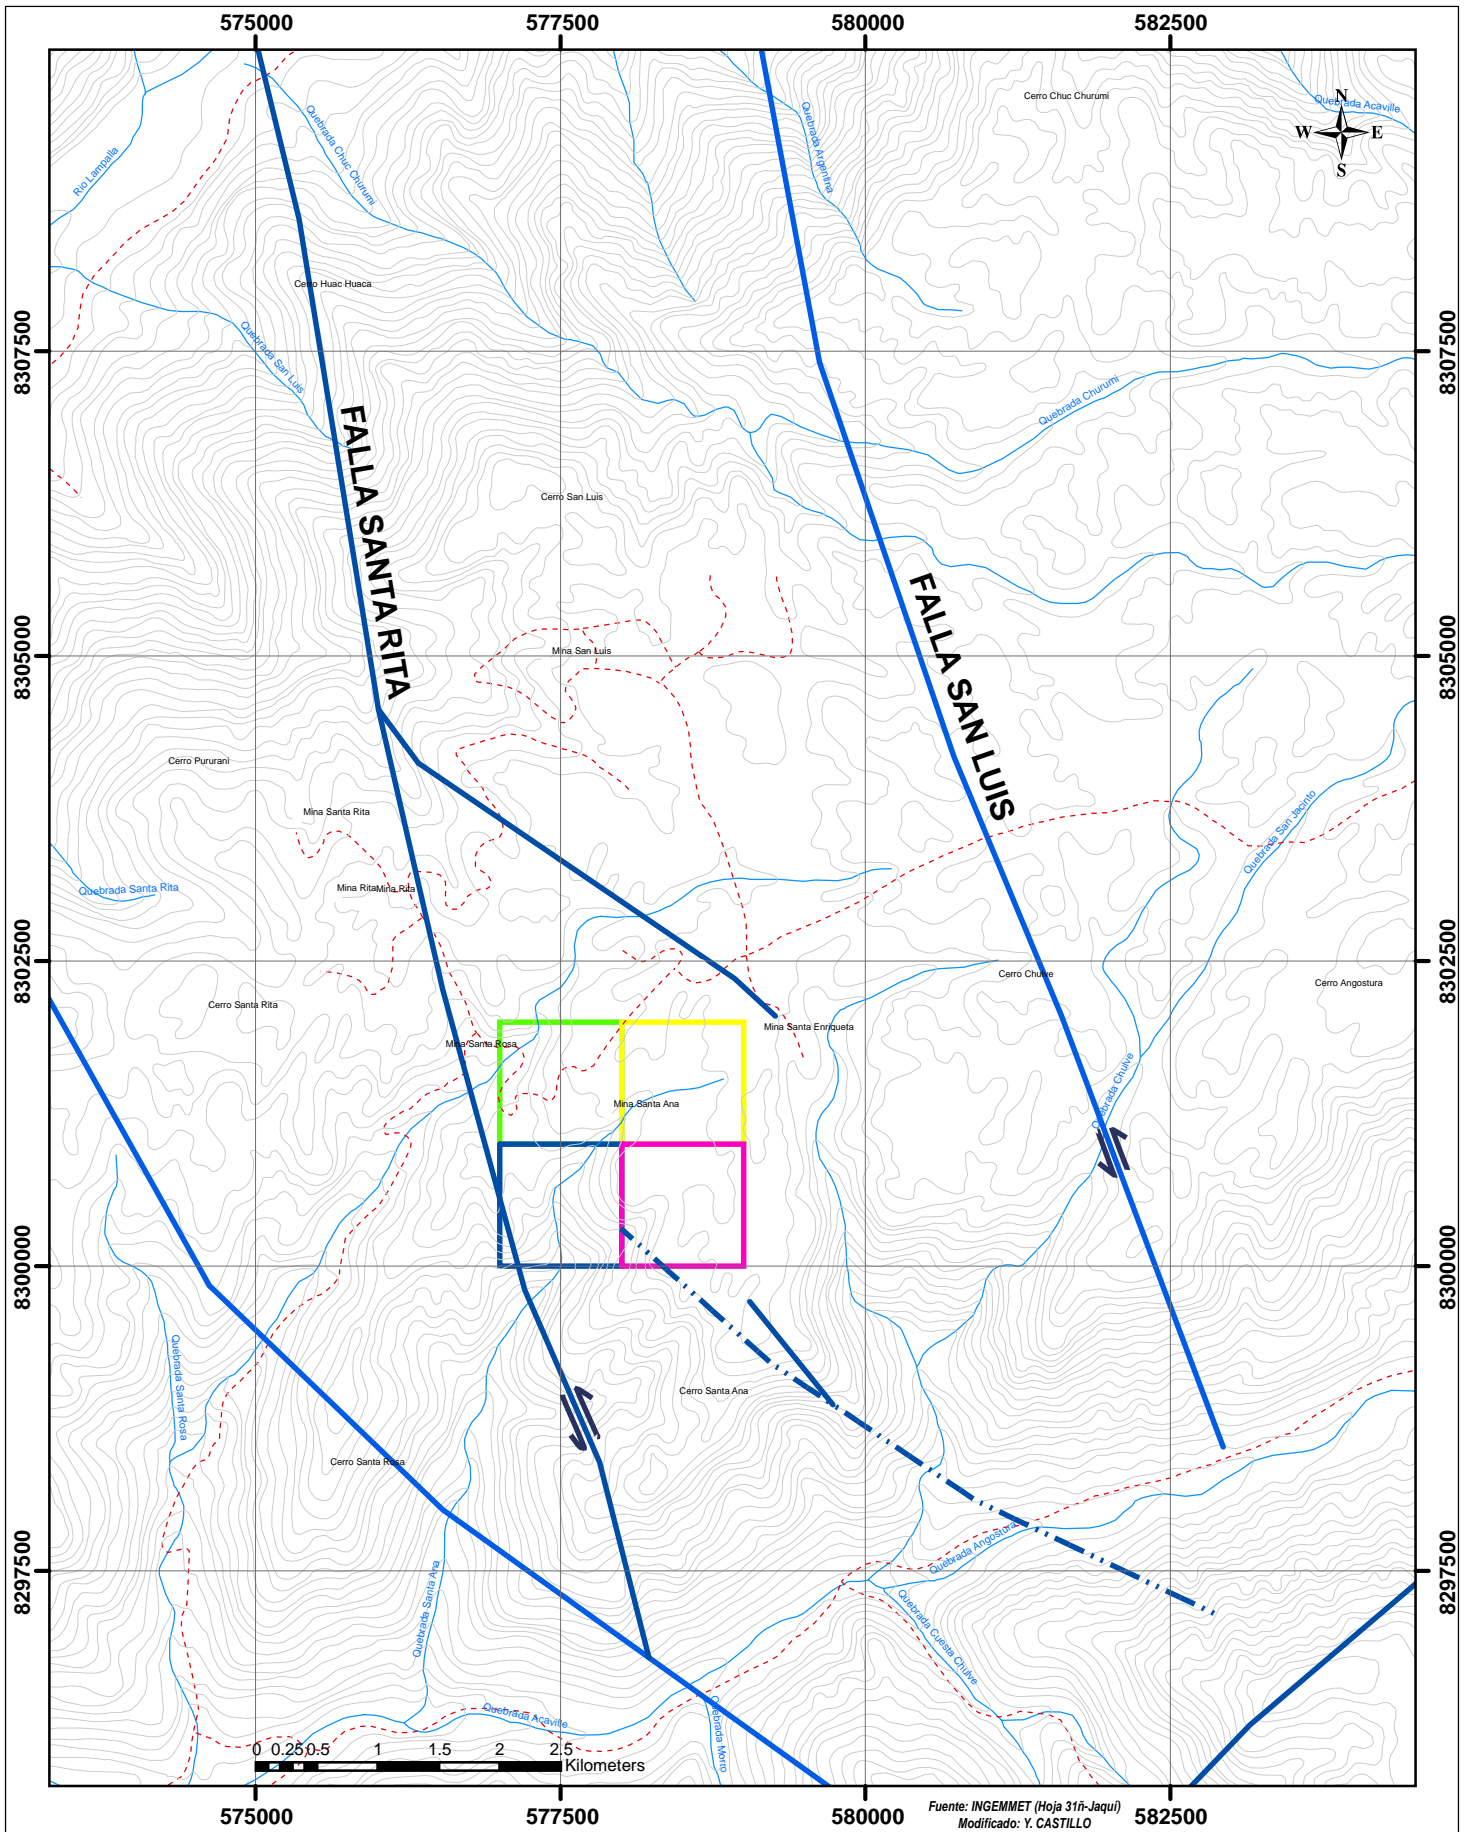 575000 577500 580000 582500
Cerro Chuc Churumi
Quebrada Acaville
N
W E
S
Quebrada Chuc Churumi
Quebrada Argentina
Rio Lampalla
Cerro Huac Huaca
8307500
8307500
Quebrada San Luis
Quebrada Churumi
FALLA SANTA RITA
Cerro San Luis
FALLA SAN LUIS
8305000
Mina San Luis
8305000
Cerro Pururani
Mina Santa Rita
Quebrada San Jacinto
Quebrada Santa Rita
Mina Rita
Mina Rita
8302500
8302500
Cerro Chulve
Cerro Angostura
Cerro Santa Rita
Mina Santa Enriqueta
Mina Santa Rosa
Mina Santa Ana
Quebrada Chulve
8300000
8300000
Quebrada Santa Rosa
Cerro Santa Ana
Cerro Santa Rosa
Quebrada Angostura
8297500
8297500
Quebrada Santa Ana
Quebrada Cuesta Chulve
Quebrada Acaville
Quebrada Morro
0 0.25 0.5 1 1.5 2 2.5
Kilometers
575000 577500 580000 582500
Fuente: INGEMMET (Hoja 31ñ-Jaquí)
Modificado: Y. CASTILLO